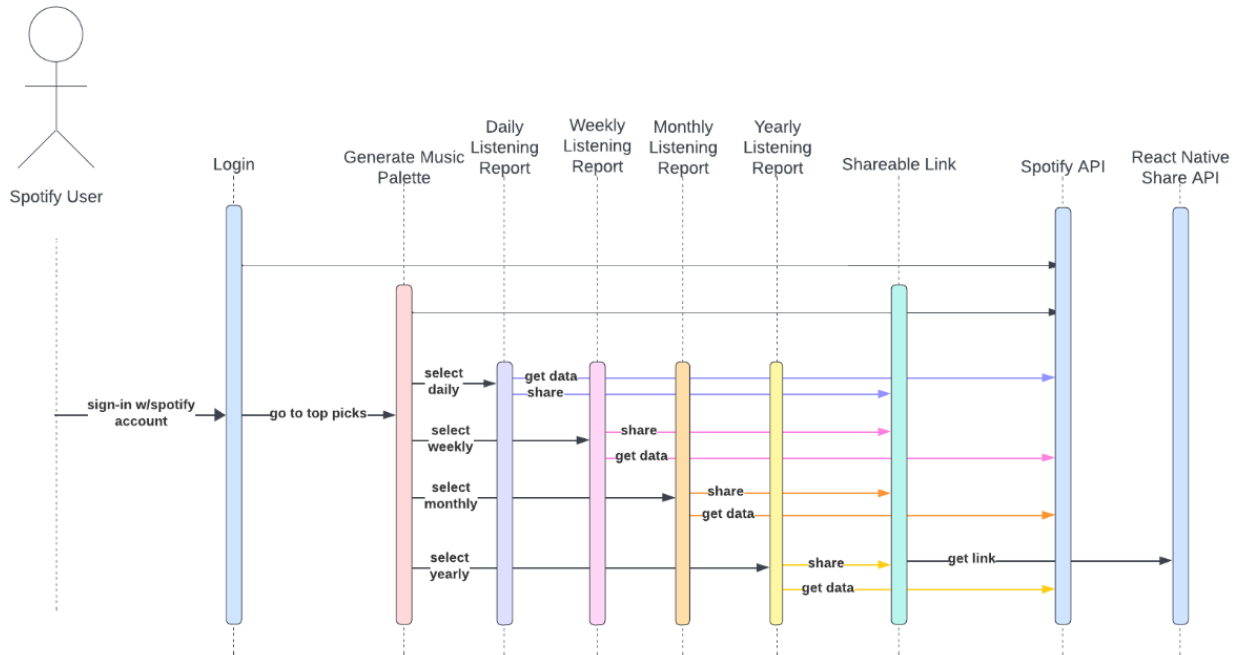 Spotify User
Login
Generate Music
Palette
Daily
Listening
Report
Weekly
Listening
Report
Monthly
Listening
Report
Yearly
Listening
Report
Shareable Link
Spotify API
React Native
Share API
select
daily
get data
share
sign-in w/spotify
account
go to top picks
select
weekly
share
get data
select
monthly
share
get data
select
yearly
share
get data
get link